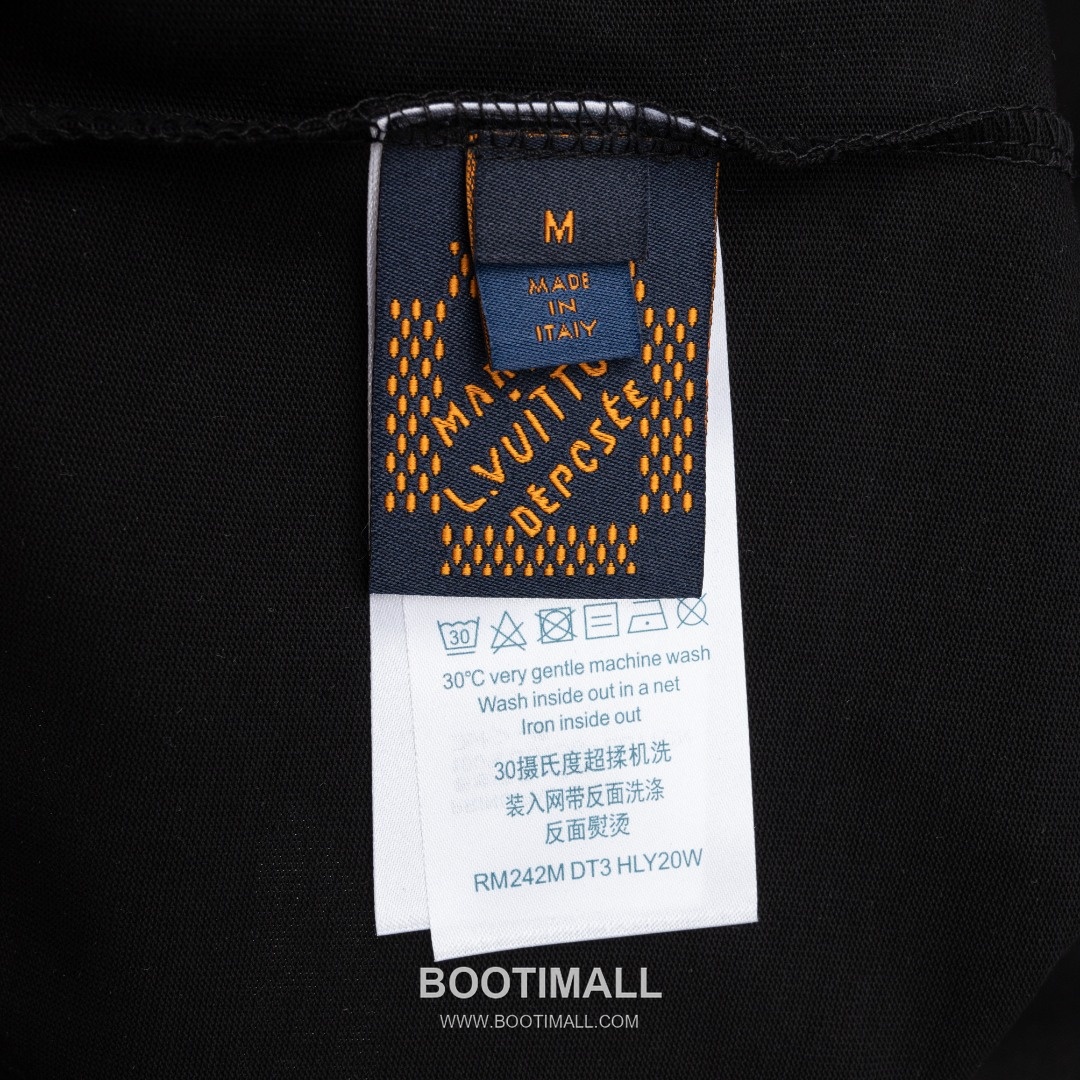 M
MADE
IN
ITAIY
L.VUITTO
DÉPCSÉE
30
30°C very gentle machine wash
Wash inside out in a net
Iron inside out
30摄氏度超揉机洗
装入网带反面洗涤
反面熨烫
RM242M DT3 HLY20W
BOOTIMALL
WWW.BOOTIMALL.COM